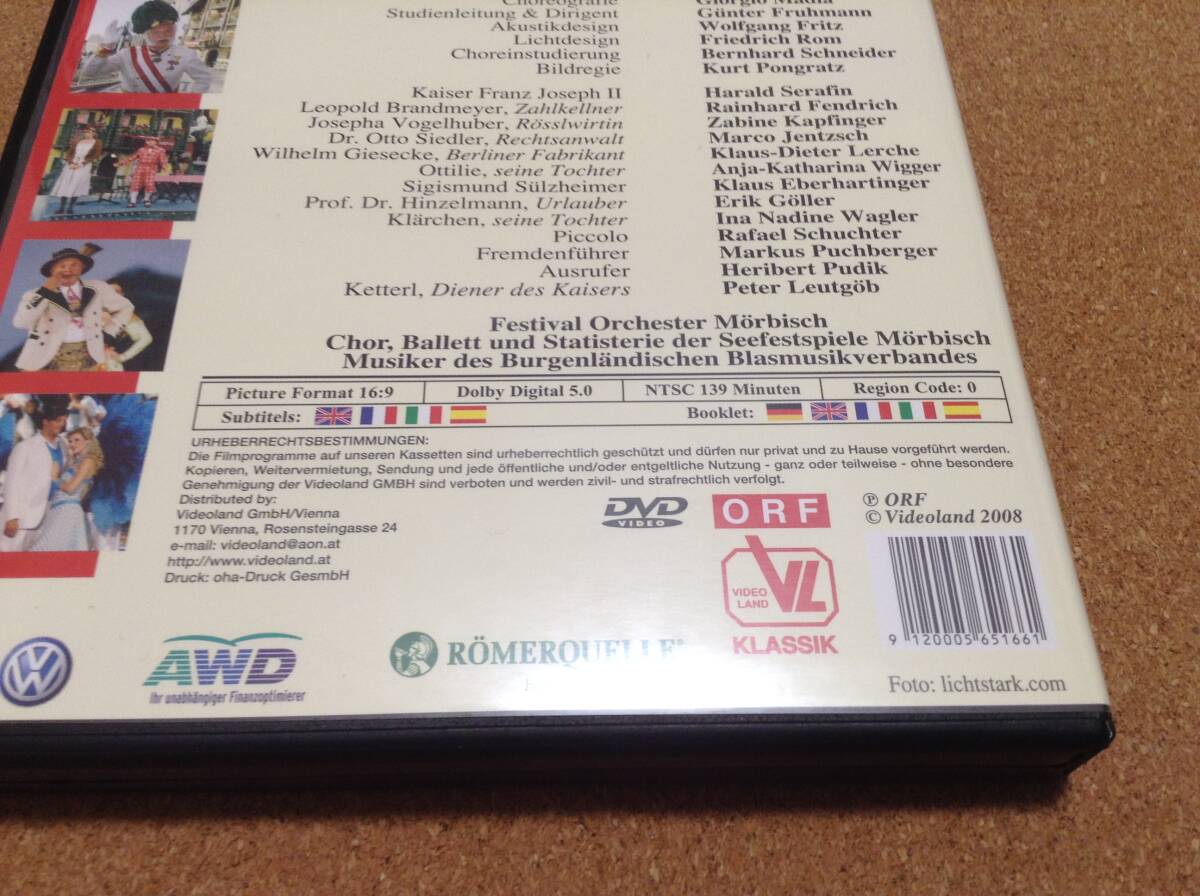 Choreografie Giorgio Madia
Studienleitung & Dirigent Günter Fruhmann
Akustikdesign Wolfgang Fritz
Lichtdesign Friedrich Rom
Choreinstudierung Bernhard Schneider
Bildregie Kurt Pongratz
Kaiser Franz Joseph II Harald Serafin
Leopold Brandmeyer, Zahlkellner Rainhard Fendrich
Josepha Vogelhuber, Rösslwirtin Zabine Kapfinger
Dr. Otto Siedler, Rechtsanwalt Marco Jentzsch
Wilhelm Giesecke, Berliner Fabrikant Klaus-Dieter Lerche
Ottilie, seine Tochter Anja-Katharina Wigger
Sigismund Sülzheimer Klaus Eberhartinger
Prof. Dr. Hinzelmann, Urlauber Erik Göller
Klärchen, seine Tochter Ina Nadine Wagler
Piccolo Rafael Schuchter
Fremdenführer Markus Puchberger
Ausrufer Heribert Pudik
Ketterl, Diener des Kaisers Peter Leutgöb
Festival Orchester Mörbisch
Chor, Ballett und Statisterie der Seefestspiele Mörbisch
Musiker des Burgenländischen Blasmusikverbandes
Picture Format 16:9 Dolby Digital 5.0 NTSC 139 Minuten Region Code: 0
Subtitels: Booklet:
URHEBERRECHTSBESTIMMUNGEN:
Die Filmprogramme auf unseren Kassetten sind urheberrechtlich geschützt und dürfen nur privat und zu Hause vorgeführt werden.
Kopieren, Weitervermietung, Sendung und jede öffentliche und/oder entgeltliche Nutzung - ganz oder teilweise - ohne besondere
Genehmigung der Videoland GMBH sind verboten und werden zivil- und strafrechtlich verfolgt.
Distributed by:
Videoland GmbH/Vienna
1170 Vienna, Rosensteingasse 24
e-mail: videoland@aon.at
http://www.videoland.at
Druck: oha-Druck GesmbH
DVD
VIDEO
ORF
℗ ORF
© Videoland 2008
VIDEO
LAND
VL
KLASSIK
9 120005 651661
VW
AWD
Ihr unabhängiger Finanzoptimierer
RÖMERQUELLE®
Foto: lichtstark.com